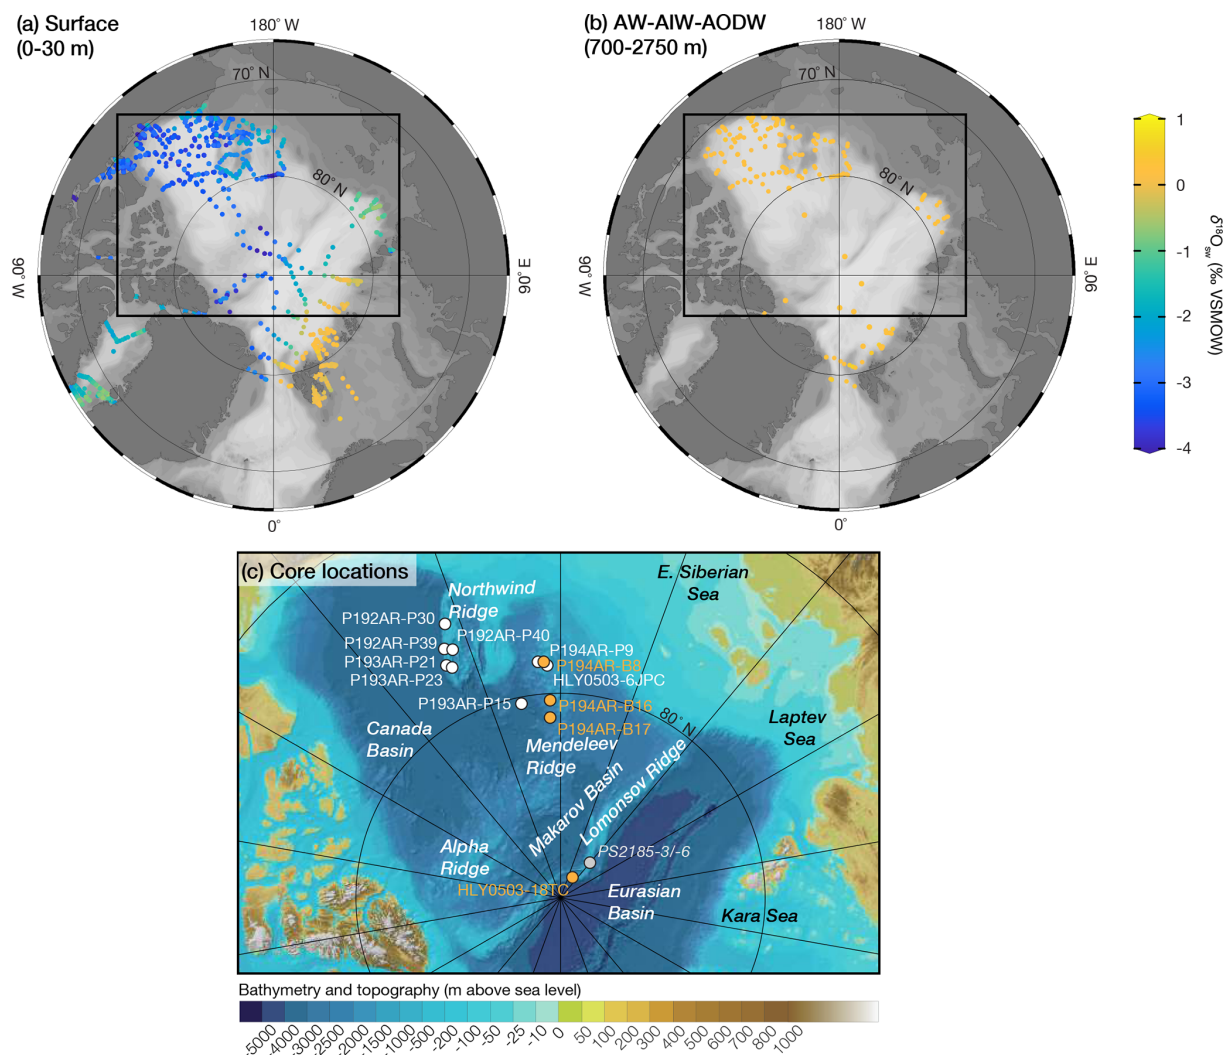 (a) Surface
(0-30 m)
180° W
70° N
80° N
90° W
90° E
0°
(b) AW-AIW-AODW
(700-2750 m)
180° W
70° N
80° N
90° W
90° E
0°
1
0
-1
-2
-3
-4
δ¹⁸Osw (‰ VSMOW)
(c) Core locations
Northwind
Ridge
E. Siberian
Sea
P192AR-P30
P192AR-P40
P192AR-P39
P193AR-P21
P193AR-P23
P194AR-P9
P194AR-B8
HLY0503-6JPC
P193AR-P15
P194AR-B16
P194AR-B17
80° N
Laptev
Sea
Canada
Basin
Mendeleev
Ridge
Makarov Basin
Lomonsov Ridge
Alpha
Ridge
PS2185-3/-6
HLY0503-18TC
Eurasian
Basin
Kara Sea
Bathymetry and topography (m above sea level)
-5000
-4000
-3000
-2500
-2000
-1500
-1000
-500
-200
-100
-50
-25
-10
0
50
100
200
300
400
500
600
700
800
1000